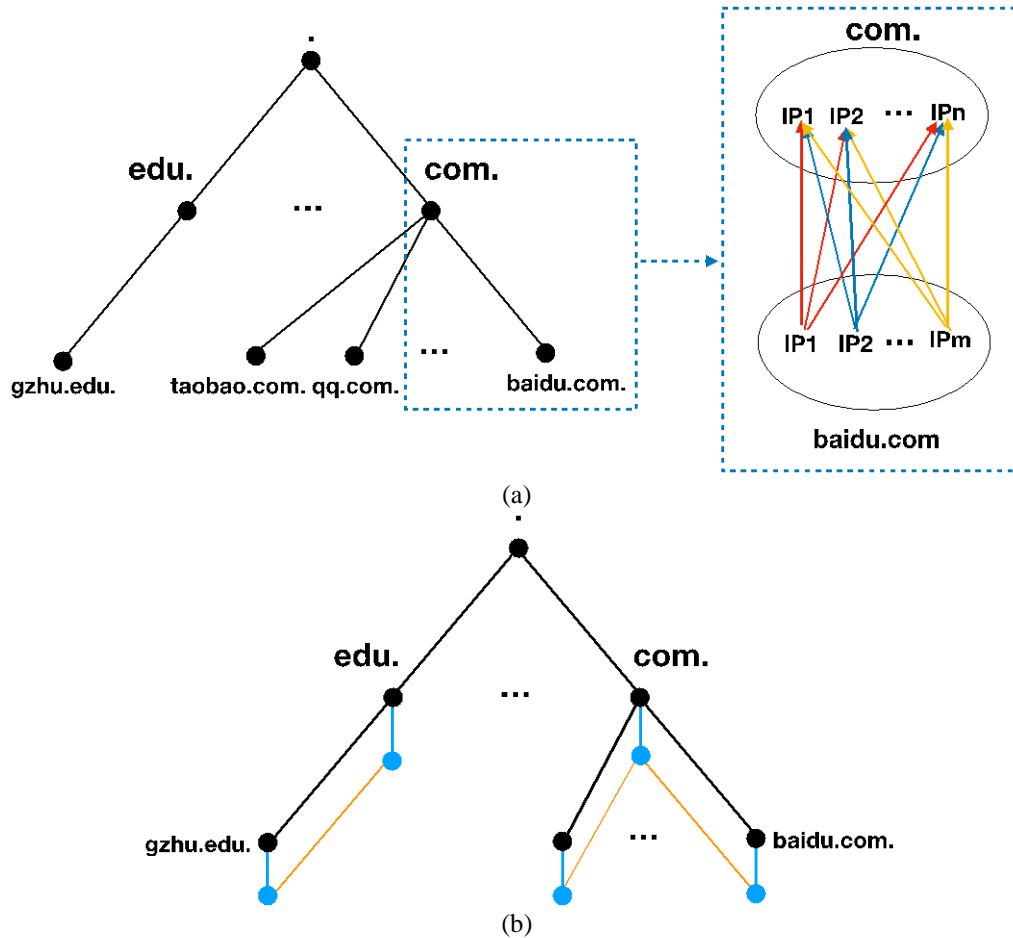 .
edu.
com.
...
...
gzhu.edu.
taobao.com. qq.com.
baidu.com.
com.
IP1 IP2 ... IPn
IP1 IP2 ... IPm
baidu.com
(a)
.
edu.
com.
...
gzhu.edu.
...
baidu.com.
(b)